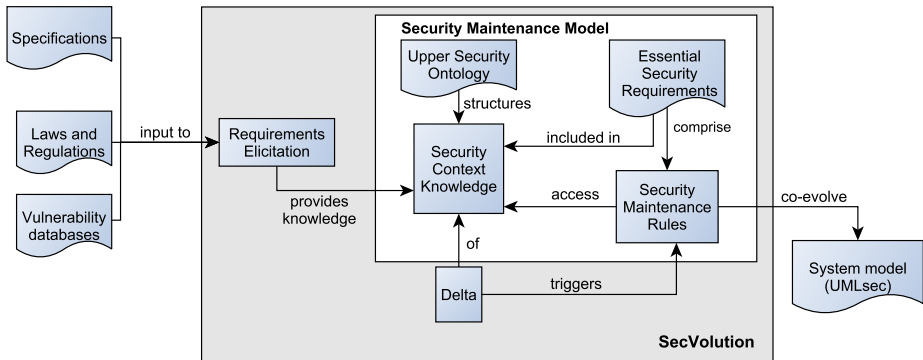 Security Maintenance Model
Specifications
Upper Security
Ontology
Essential
Security
Requirements
structures
Laws and
Regulations
input to
Requirements
Elicitation
Security
Context
Knowledge
included in
comprise
provides
knowledge
access
Security
Maintenance
Rules
co-evolve
Vulnerability
databases
of
System model
(UMLsec)
Delta
triggers
SecVolution